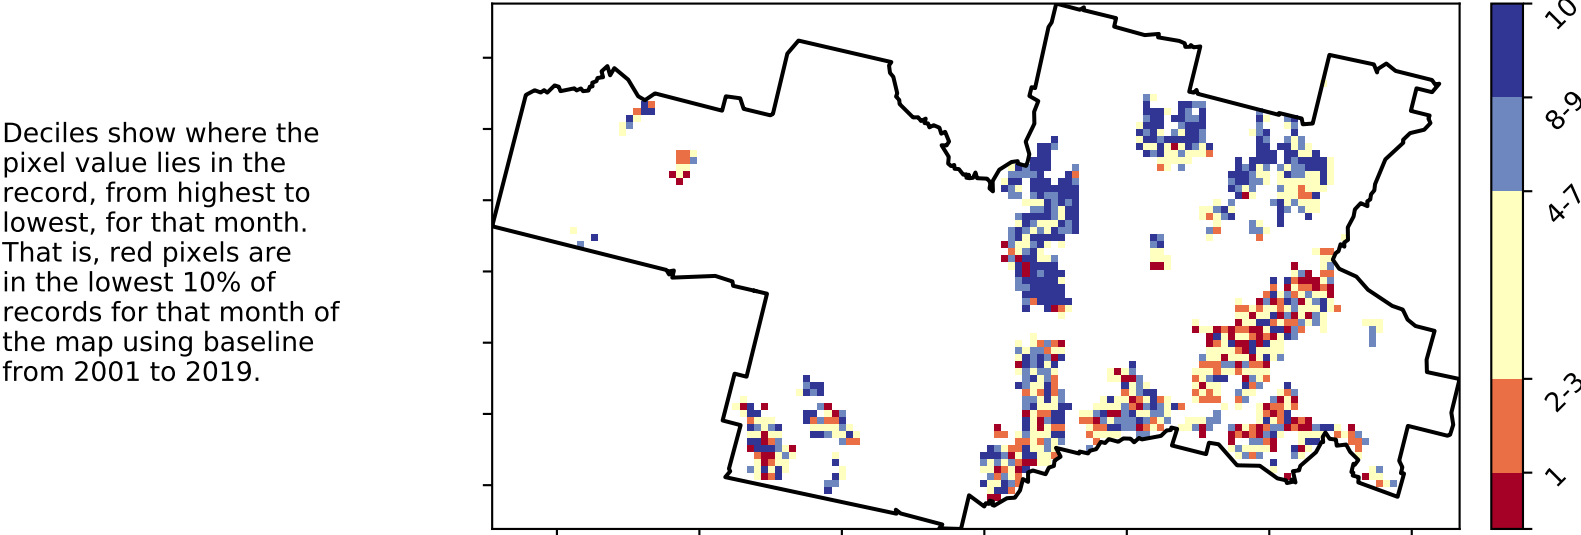 Deciles show where the
pixel value lies in the
record, from highest to
lowest, for that month.
That is, red pixels are
in the lowest 10% of
records for that month of
the map using baseline
from 2001 to 2019.
10
8-9
4-7
2-3
1